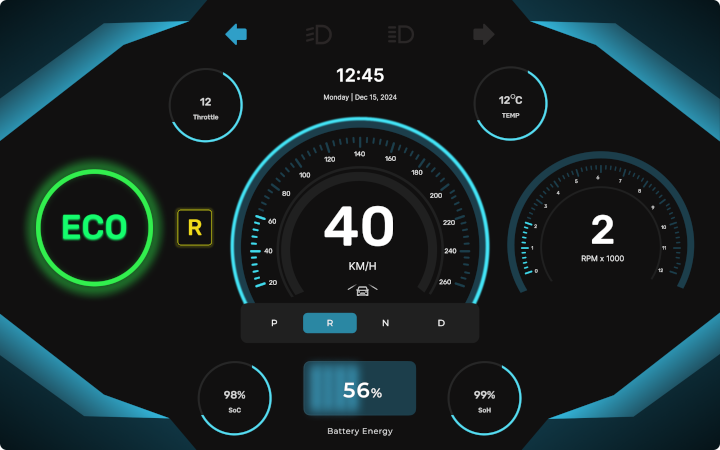 12:45
Monday | Dec 15, 2024
12
Throttle
12°C
TEMP
ECO
R
20
40
60
80
100
120
140
160
180
200
220
240
260
40
KM/H
0
1
2
3
4
5
6
7
8
9
10
11
12
2
RPM x 1000
P R N D
98%
SoC
56%
Battery Energy
99%
SoH